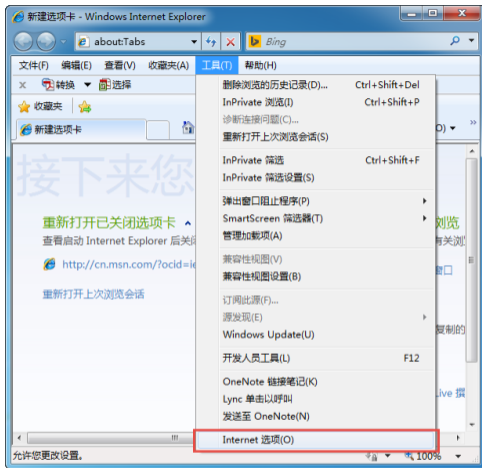 新建选项卡 - Windows Internet Explorer
about:Tabs
Bing
文件(F) 编辑(E) 查看(V) 收藏夹(A) 工具(T) 帮助(H)
x 转换 选择
收藏夹
新建选项卡
O)
接下来您
重新打开已关闭选项卡
查看启动 Internet Explorer 后关
http://cn.msn.com/?ocid=ie
重新打开上次浏览会话
删除浏览的历史记录(D)... Ctrl+Shift+Del
InPrivate 浏览(I) Ctrl+Shift+P
诊断连接问题(C)...
重新打开上次浏览会话(S)
InPrivate 筛选 Ctrl+Shift+F
InPrivate 筛选设置(S)
弹出窗口阻止程序(P)
SmartScreen 筛选器(T)
管理加载项(A)
兼容性视图(V)
兼容性视图设置(B)
订阅此源(F)...
源发现(E)
Windows Update(U)
开发人员工具(L) F12
OneNote 链接笔记(K)
Lync 单击以呼叫
发送至 OneNote(N)
Internet 选项(O)
浏览
有关浏
窗口
复制的
Live 撰
允许您更改设置。
100%